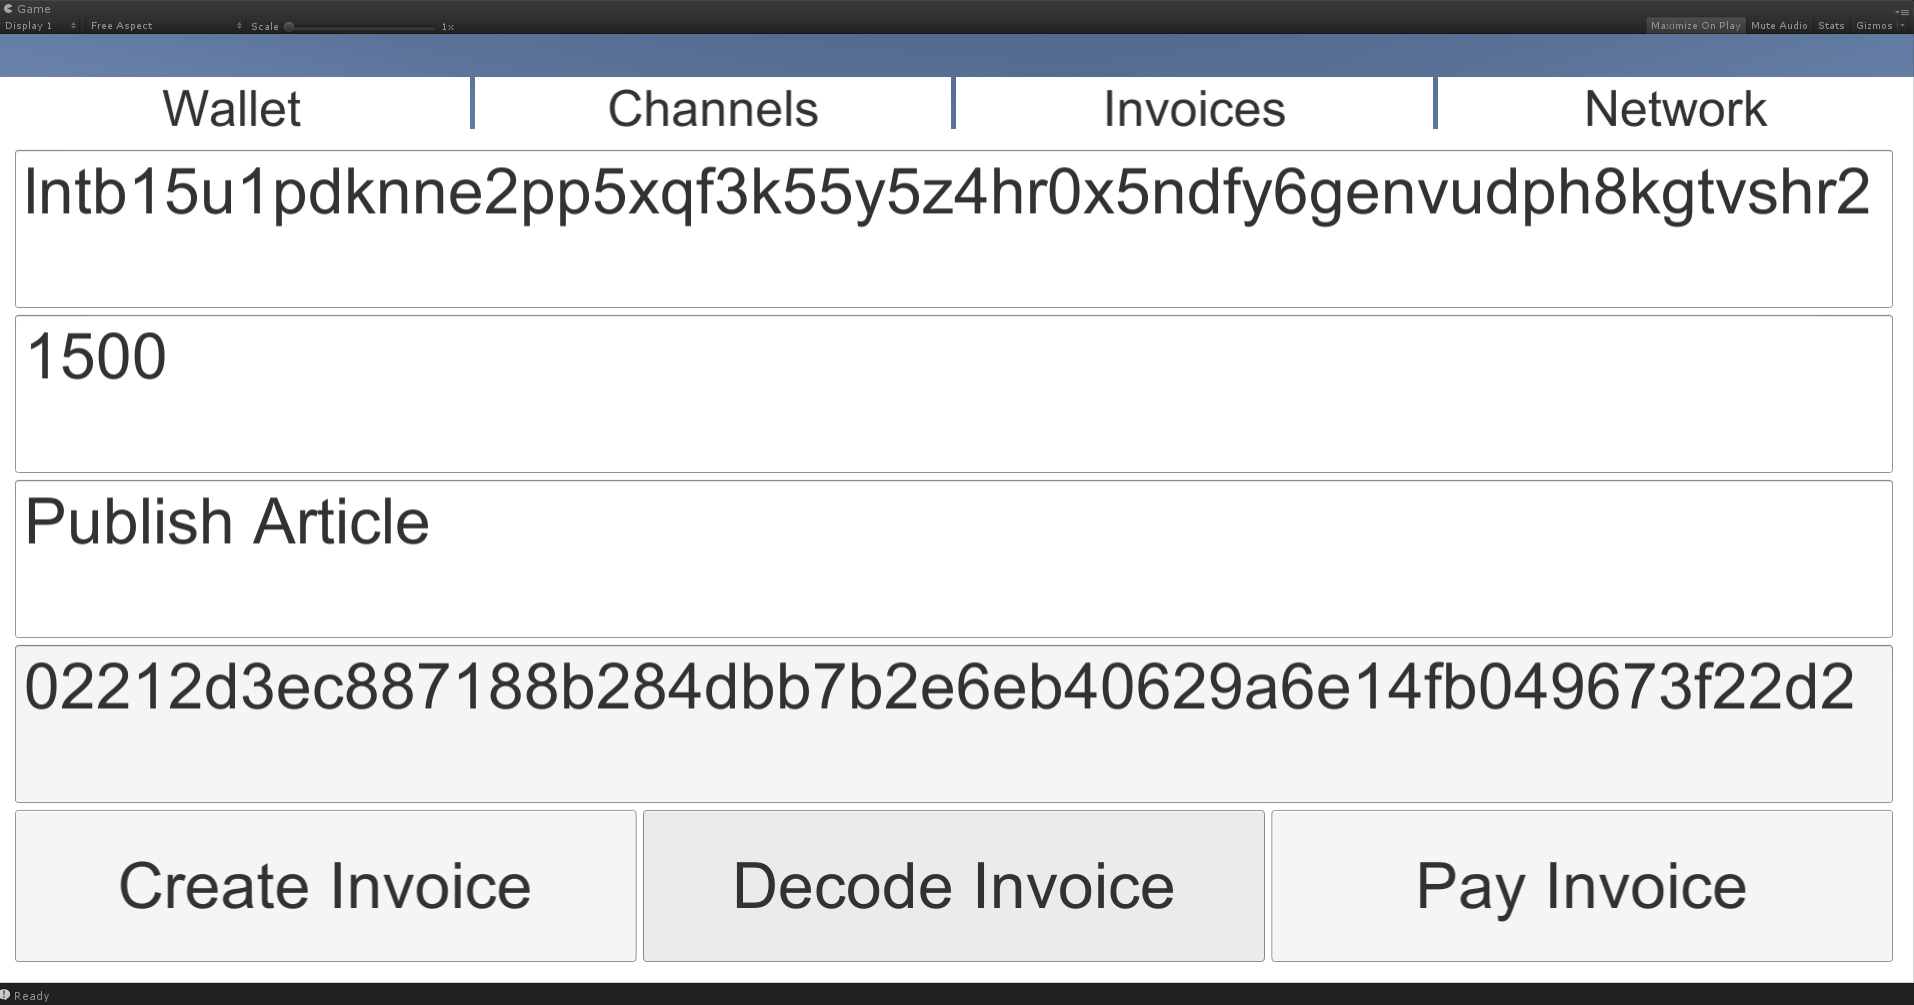 Game
Display 1 Free Aspect Scale 1x Maximize On Play Mute Audio Stats Gizmos
Wallet Channels Invoices Network
lntb15u1pdknne2pp5xqf3k55y5z4hr0x5ndfy6genvudph8kgtvshr2
1500
Publish Article
02212d3ec887188b284dbb7b2e6eb40629a6e14fb049673f22d2
Create Invoice Decode Invoice Pay Invoice
Ready